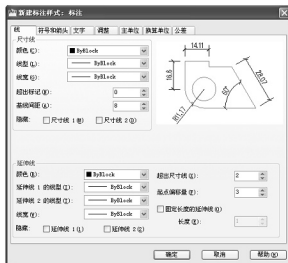 新建标注样式: 标注
线 符号和箭头 文字 调整 主单位 换算单位 公差
尺寸线
颜色(C): ByBlock
线型(L): ByBlock
线宽(G): ByBlock
超出标记(N): 0
基线间距(A): 8
隐藏: 尺寸线 1(M) 尺寸线 2(D)
14,11
16,6
28,07
60°
R11,17
延伸线
颜色(R): ByBlock
延伸线 1 的线型(I): ByBlock
延伸线 2 的线型(T): ByBlock
线宽(W): ByBlock
隐藏: 延伸线 1(1) 延伸线 2(2)
超出尺寸线(X): 2
起点偏移量(F): 3
固定长度的延伸线(O)
长度(E): 1
确定 取消 帮助(H)